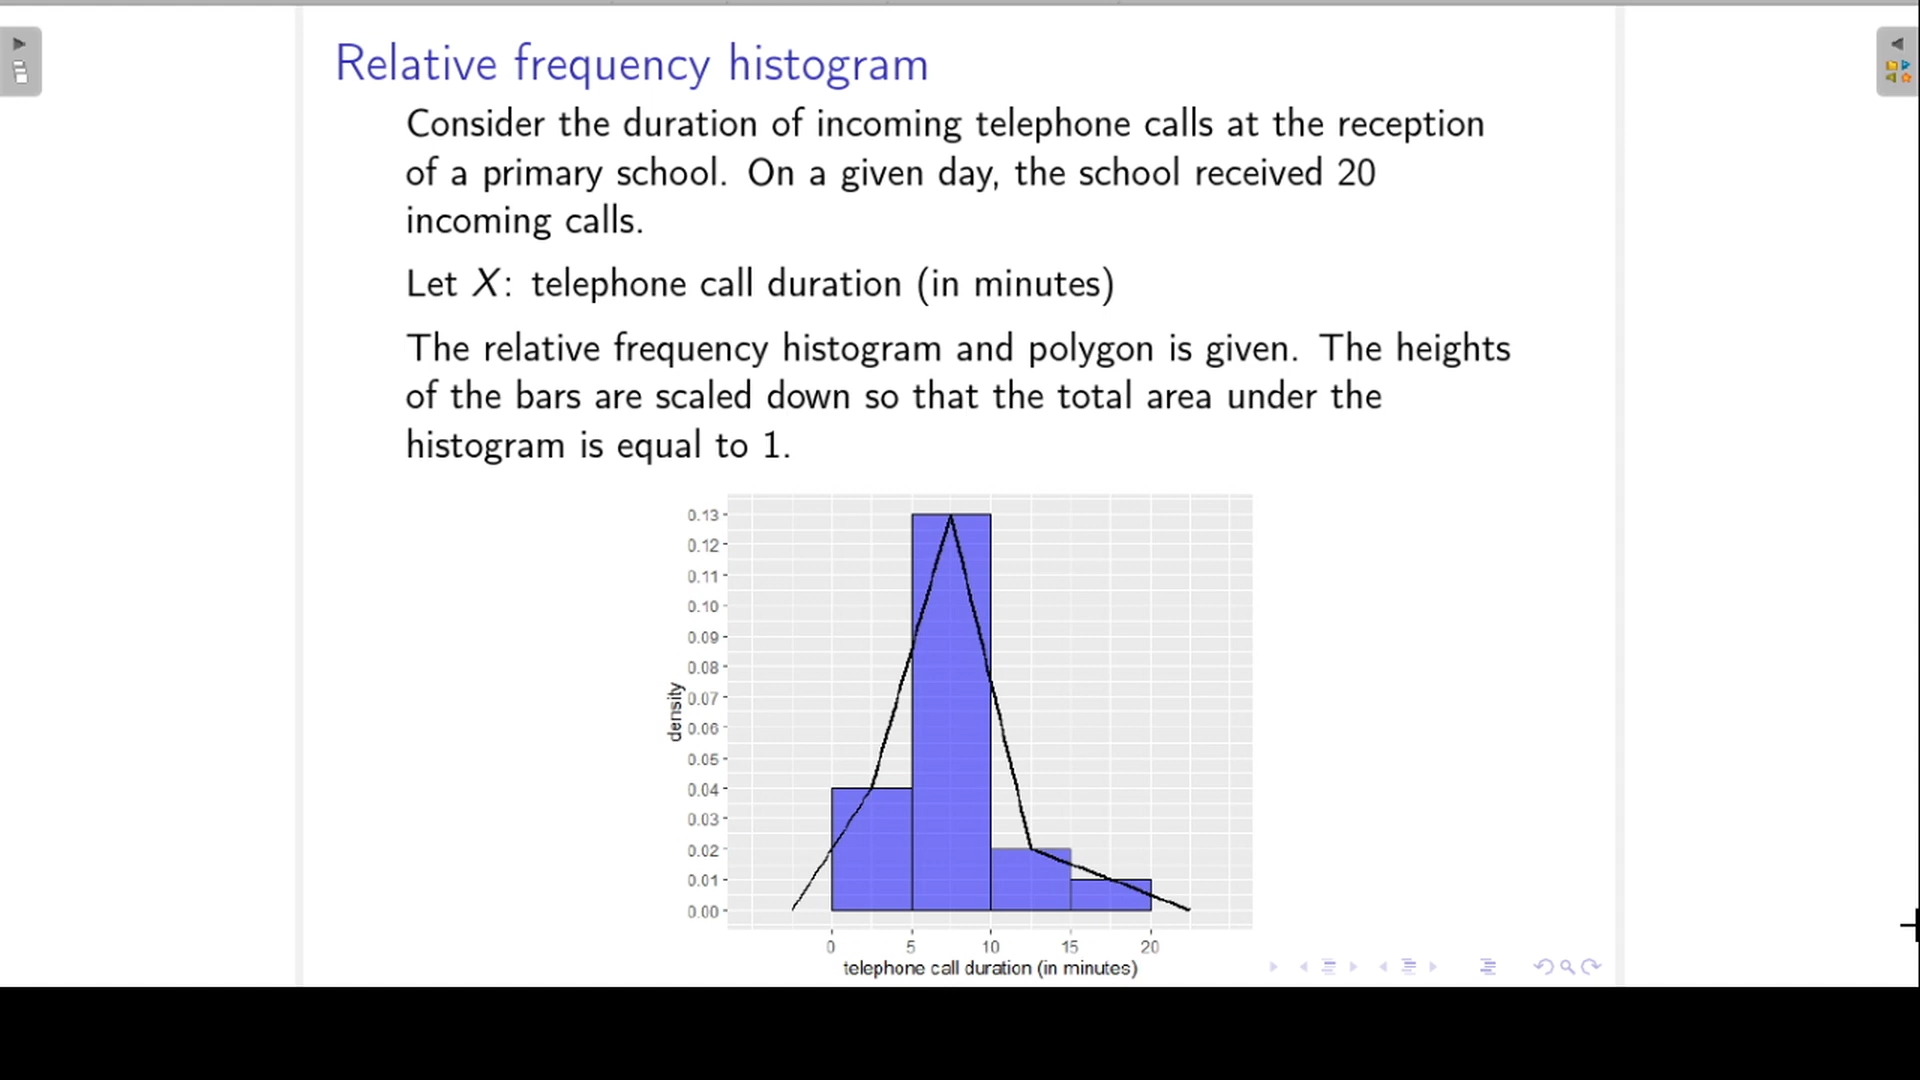 Relative frequency histogram
Consider the duration of incoming telephone calls at the reception
of a primary school. On a given day, the school received 20
incoming calls.
Let X: telephone call duration (in minutes)
The relative frequency histogram and polygon is given. The heights
of the bars are scaled down so that the total area under the
histogram is equal to 1.
0.13
0.12
0.11
0.10
0.09
0.08
0.07
0.06
0.05
0.04
0.03
0.02
0.01
0.00
density
0 5 10 15 20
telephone call duration (in minutes)